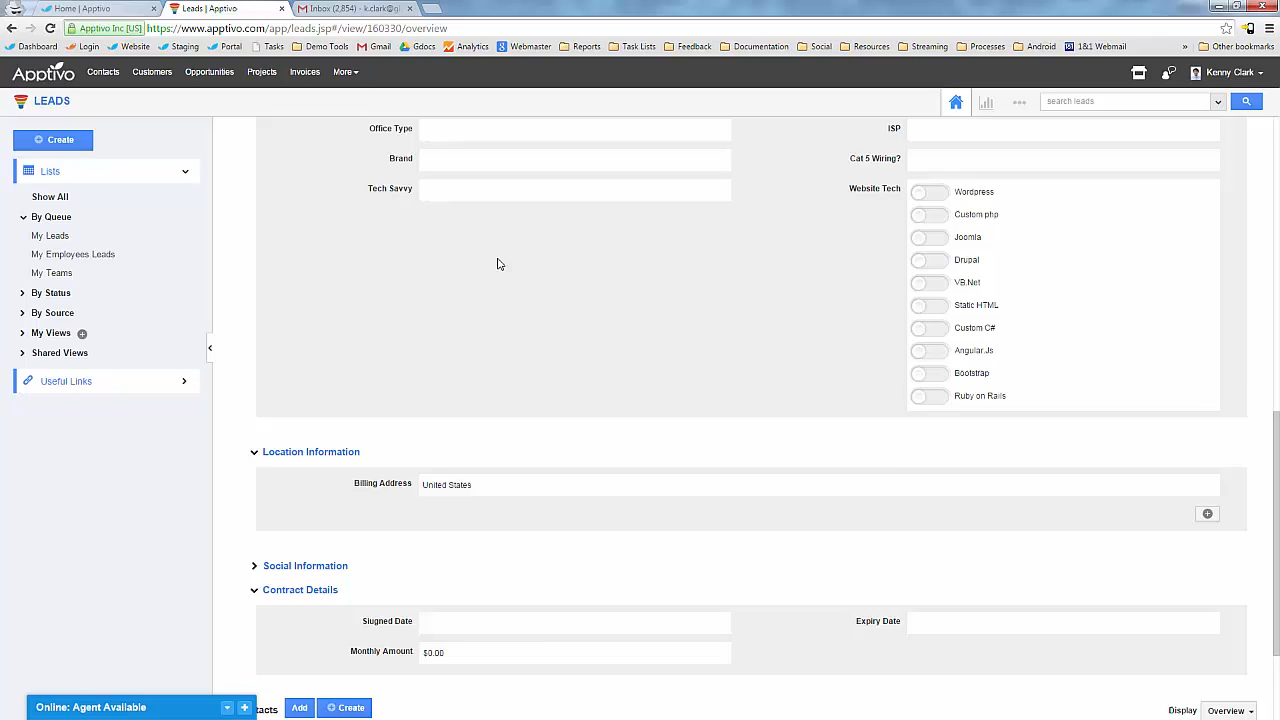 Home | Apptivo
Leads | Apptivo
Inbox (2,854) - k.clark@gl
Apptivo Inc [US]
https://www.apptivo.com/app/leads.jsp#/view/160330/overview
Dashboard
Login
Website
Staging
Portal
Tasks
Demo Tools
Gmail
Gdocs
Analytics
Webmaster
Reports
Task Lists
Feedback
Documentation
Social
Resources
Streaming
Processes
Android
1&1 Webmail
»
Other bookmarks
Apptivo
Contacts
Customers
Opportunities
Projects
Invoices
More
Kenny Clark
LEADS
search leads
Create
Lists
Show All
By Queue
My Leads
My Employees Leads
My Teams
By Status
By Source
My Views
Shared Views
Useful Links
Office Type
ISP
Brand
Cat 5 Wiring?
Tech Savvy
Website Tech
Wordpress
Custom php
Joomla
Drupal
VB.Net
Static HTML
Custom C#
Angular.Js
Bootstrap
Ruby on Rails
Location Information
Billing Address
United States
Social Information
Contract Details
Siugned Date
Expiry Date
Monthly Amount
$0.00
Online: Agent Available
tacts
Add
Create
Display
Overview